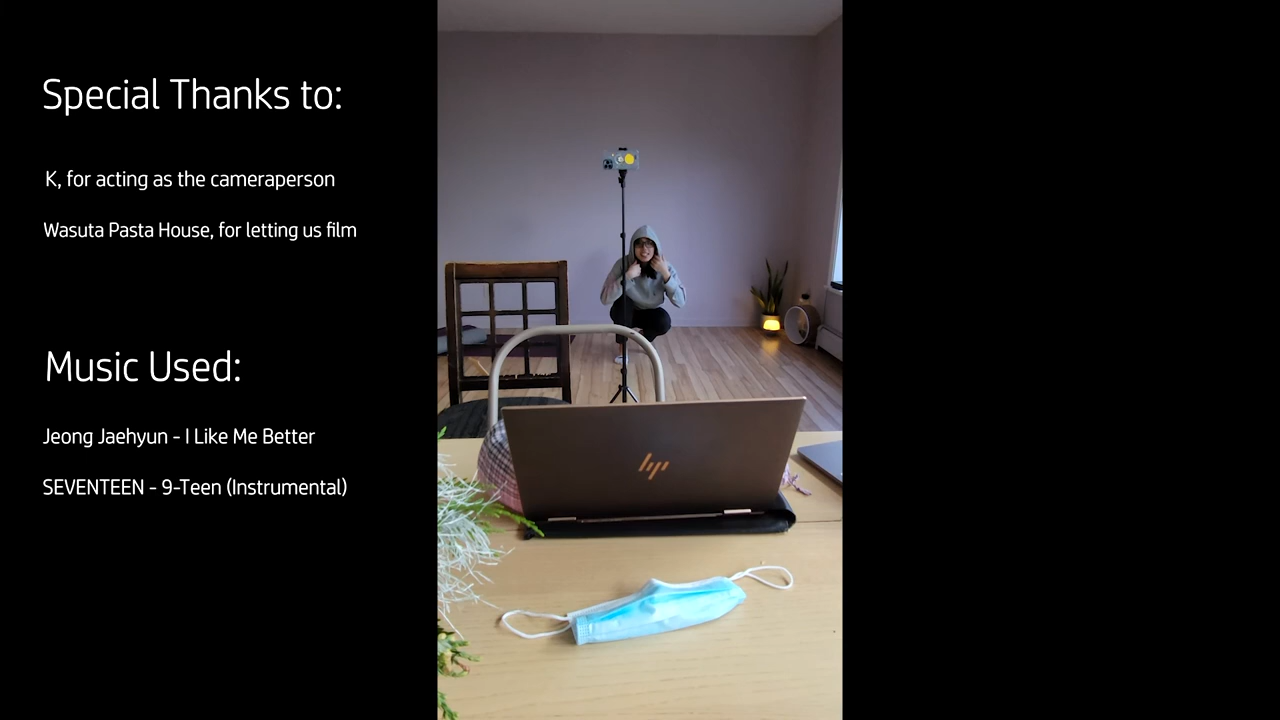 Special Thanks to:
K, for acting as the cameraperson
Wasuta Pasta House, for letting us film
Music Used:
Jeong Jaehyun - I Like Me Better
SEVENTEEN - 9-Teen (Instrumental)
hp